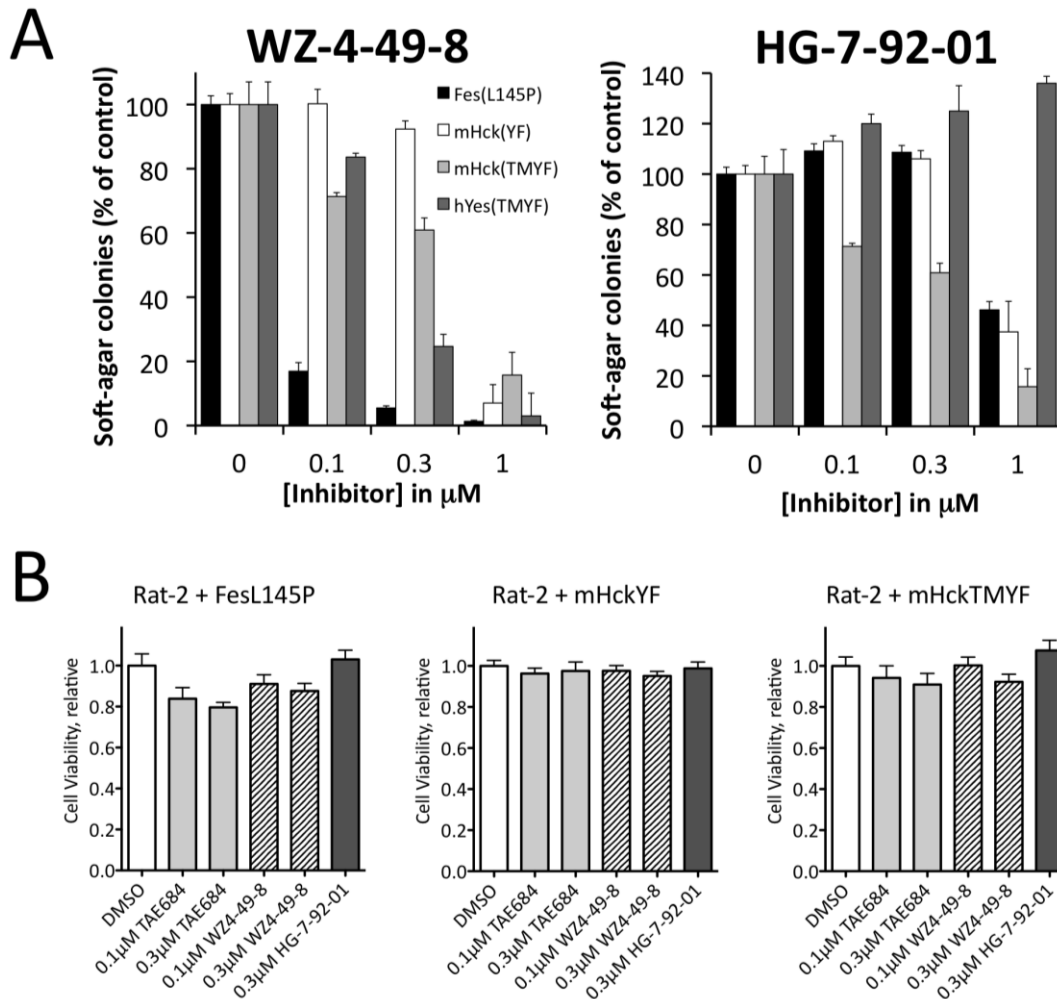 A
WZ-4-49-8
HG-7-92-01
Soft-agar colonies (% of control)
100
80
60
40
20
0
Fes(L145P)
mHck(YF)
mHck(TMYF)
hYes(TMYF)
0 0.1 0.3 1
[Inhibitor] in μM
Soft-agar colonies (% of control)
140
120
100
80
60
40
20
0
0 0.1 0.3 1
[Inhibitor] in μM
B
Rat-2 + FesL145P
Cell Viability, relative
1.0
0.8
0.6
0.4
0.2
0.0
DMSO
0.1μM TAE684
0.3μM TAE684
0.1μM WZ4-49-8
0.3μM WZ4-49-8
0.3μM HG-7-92-01
Rat-2 + mHckYF
Cell Viability, relative
1.0
0.8
0.6
0.4
0.2
0.0
DMSO
0.1μM TAE684
0.3μM TAE684
0.1μM WZ4-49-8
0.3μM WZ4-49-8
0.3μM HG-7-92-01
Rat-2 + mHckTMYF
Cell Viability, relative
1.0
0.8
0.6
0.4
0.2
0.0
DMSO
0.1μM TAE684
0.3μM TAE684
0.1μM WZ4-49-8
0.3μM WZ4-49-8
0.3μM HG-7-92-01